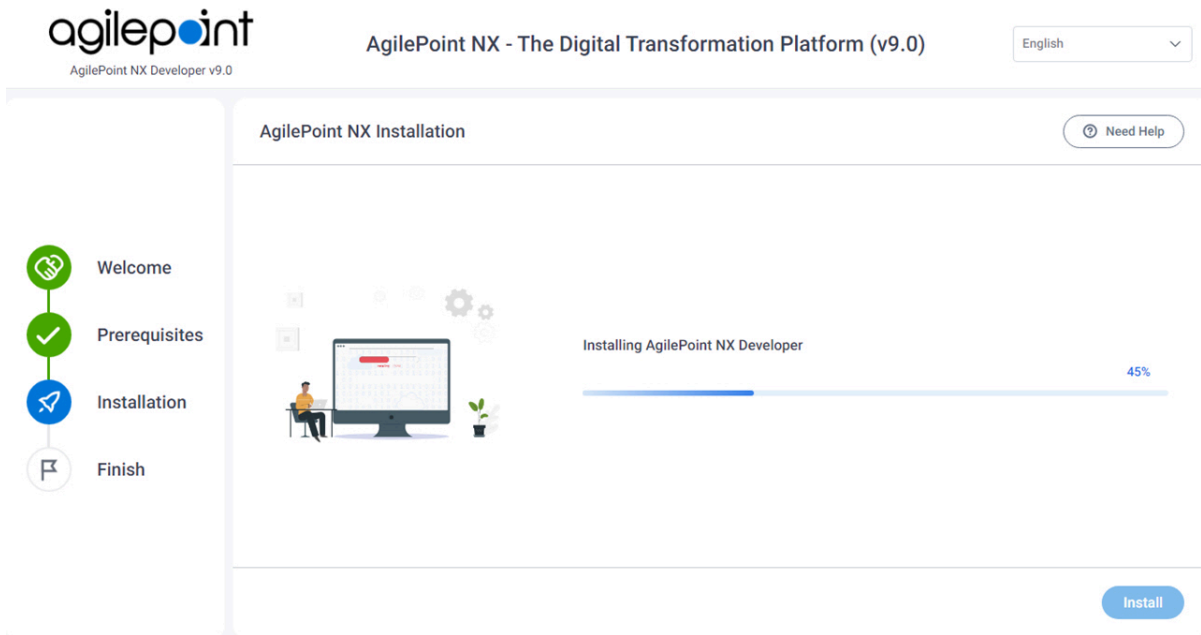 agilepoint
AgilePoint NX Developer v9.0
AgilePoint NX - The Digital Transformation Platform (v9.0)
English
AgilePoint NX Installation
Need Help
Welcome
Prerequisites
Installation
Finish
Installing AgilePoint NX Developer
45%
Install